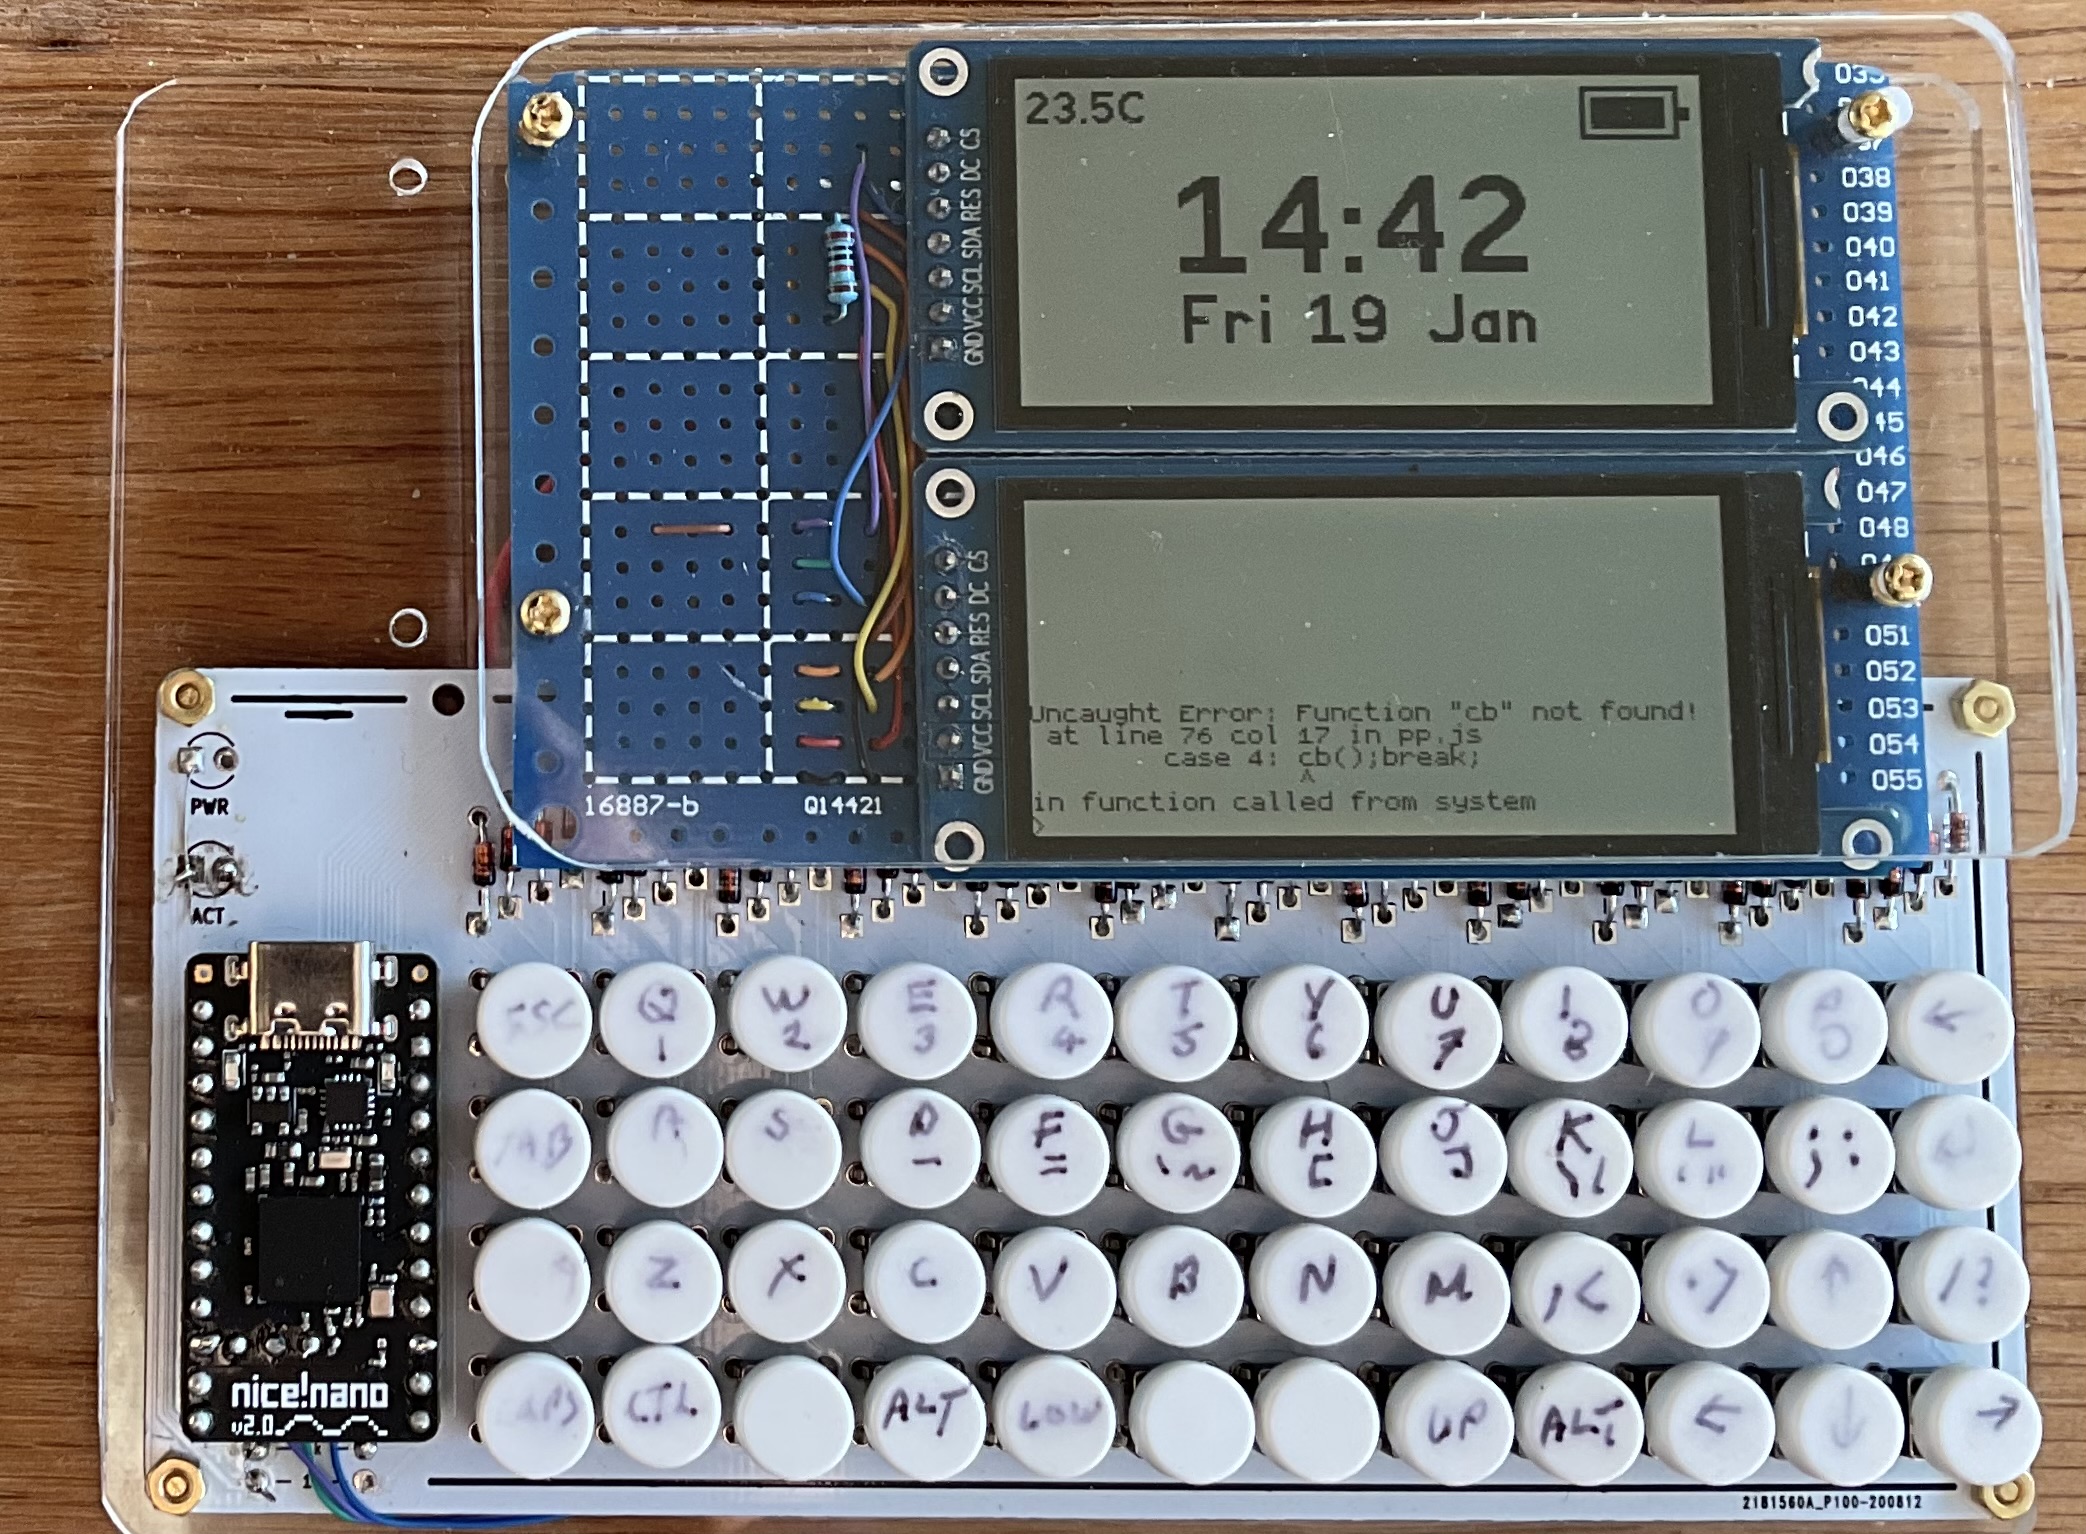 23.5C
14:42
Fri 19 Jan
CS
DC
RES
SDA
SCL
VCC
GND
038
039
040
041
042
043
046
047
048
051
052
053
054
055
CS
DC
RES
SDA
SCL
VCC
GND
Uncaught Error: Function "cb" not found!
at line 76 col 17 in pp.js
case 4: cb();break;
^
in function called from system
>
16887-b
Q14421
PWR
ACT
nice!nano
v2.0
ESC Q W E R T Y U I O P ←
1 2 3 4 5 6 7 8 9 0
TAB A S D F G H J K L ; :
- = ` ~ [ ] \ | ' "
Z X C V B N M , < . > ↑ / ?
CTL ALT LOW UP ALT ← ↓ →
1
2181560A_P100-200812